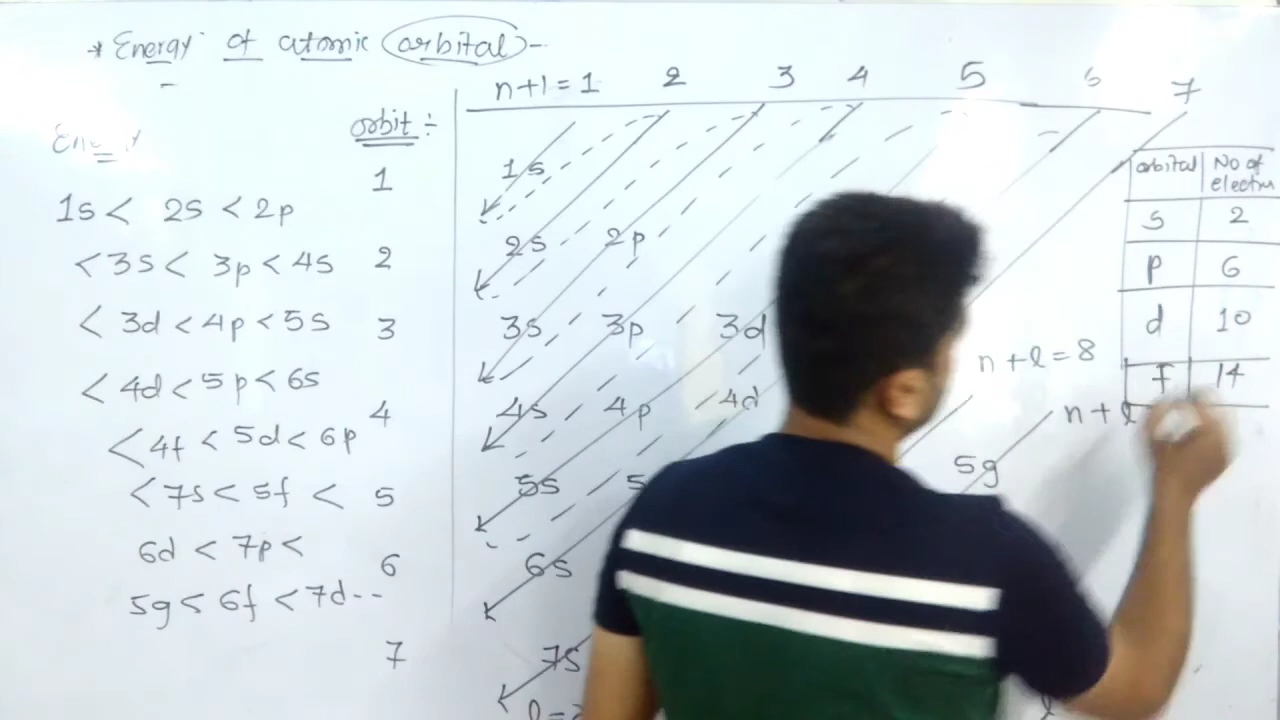 * Energy of atomic orbital -
orbit ÷
1s < 2s < 2p
< 3s < 3p < 4s
< 3d < 4p < 5s
< 4d < 5p < 6s
< 4f < 5d < 6p
< 7s < 5f <
6d < 7p <
5g < 6f < 7d --
1
2
3
4
5
6
7
n+l = 1 2 3 4 5 6 7
1s
2s 2p
3s 3p 3d
4s 4p 4d
5s 5
6s
7s
5g
n + l = 8
n + l
orbital No of
s 2
p 6
d 10
f 14